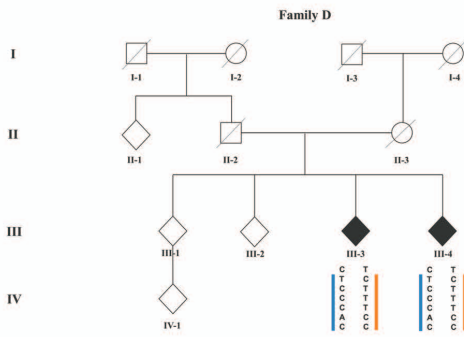 Family D
I
I-1 I-2 I-3 I-4
II
II-1 II-2 II-3
III
III-1 III-2 III-3 III-4
C T C T
T C T C
C T C T
C T C T
C T C T
A C A C
C C C C
IV
IV-1